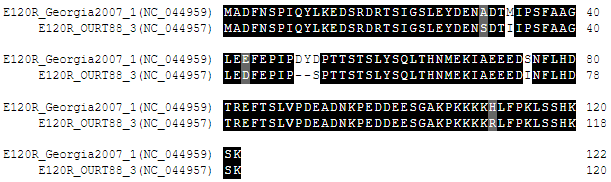 E120R_Georgia2007_1(NC_044959) MADFNSPIQYLKEDSRDRTSIGSLEYDENADTMIPSFAAG 40
E120R_OURT88_3(NC_044957) MADFNSPIQYLKEDSRDRTSIGSLEYDENSDTIIPSFAAG 40
E120R_Georgia2007_1(NC_044959) LEEFEPIPDYDPTTSTSLYSQLTHNMEKIAEEEDSNFLHD 80
E120R_OURT88_3(NC_044957) LEDFEPIP--SPTTSTSLYSQLTHNMEKIAEEEDINFLHD 78
E120R_Georgia2007_1(NC_044959) TREFTSLVPDEADNKPEDDEESGAKPKKKKHLFPKLSSHK 120
E120R_OURT88_3(NC_044957) TREFTSLVPDEADNKPEDDEESGAKPKKKKRLFPKLSSHK 118
E120R_Georgia2007_1(NC_044959) SK 122
E120R_OURT88_3(NC_044957) SK 120